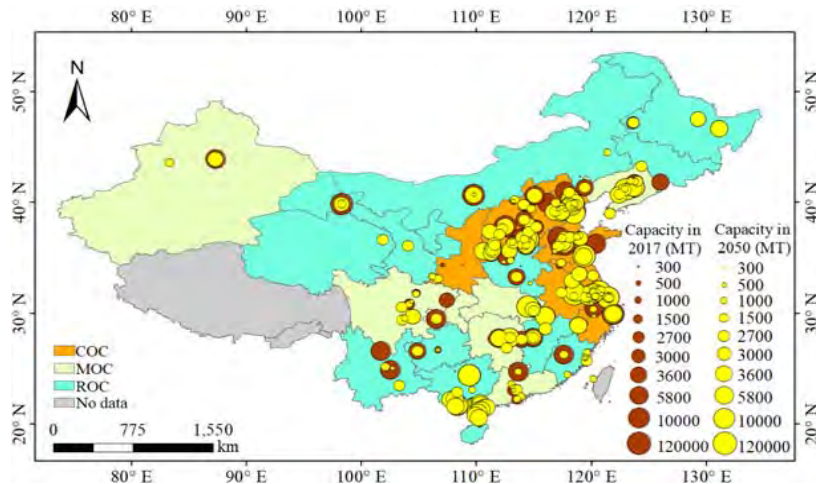 80° E 90° E 100° E 110° E 120° E 130° E
N
50° N
40° N
30° N
20° N
50° N
40° N
30° N
20° N
Capacity in 2017 (MT)
300
500
1000
1500
2700
3000
3600
5800
10000
120000
Capacity in 2050 (MT)
300
500
1000
1500
2700
3000
3600
5800
10000
120000
COC
MOC
ROC
No data
0 775 1,550
km
80° E 90° E 100° E 110° E 120° E 130° E